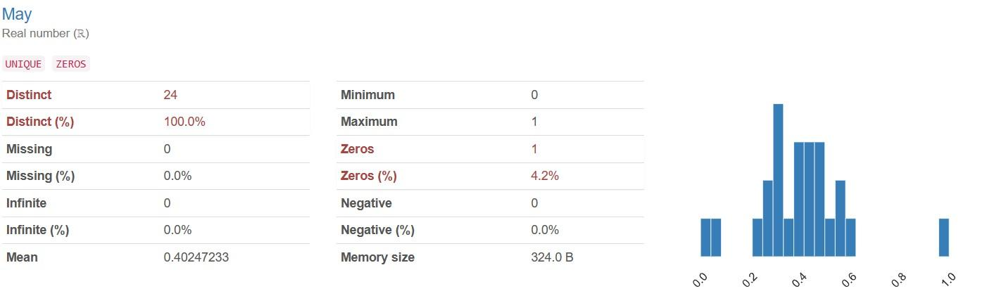 May
Real number (ℝ)
UNIQUE ZEROS
Distinct 24
Distinct (%) 100.0%
Missing 0
Missing (%) 0.0%
Infinite 0
Infinite (%) 0.0%
Mean 0.40247233
Minimum 0
Maximum 1
Zeros 1
Zeros (%) 4.2%
Negative 0
Negative (%) 0.0%
Memory size 324.0 B
0.0 0.2 0.4 0.6 0.8 1.0